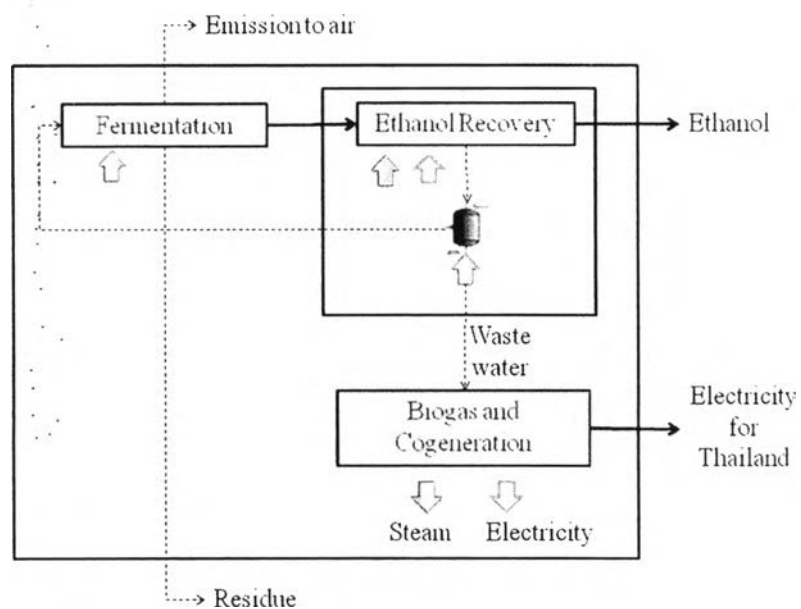 Emission to air
Fermentation
Ethanol Recovery
Ethanol
Waste
water
Biogas and
Cogeneration
Electricity
for
Thailand
Steam
Electricity
Residue